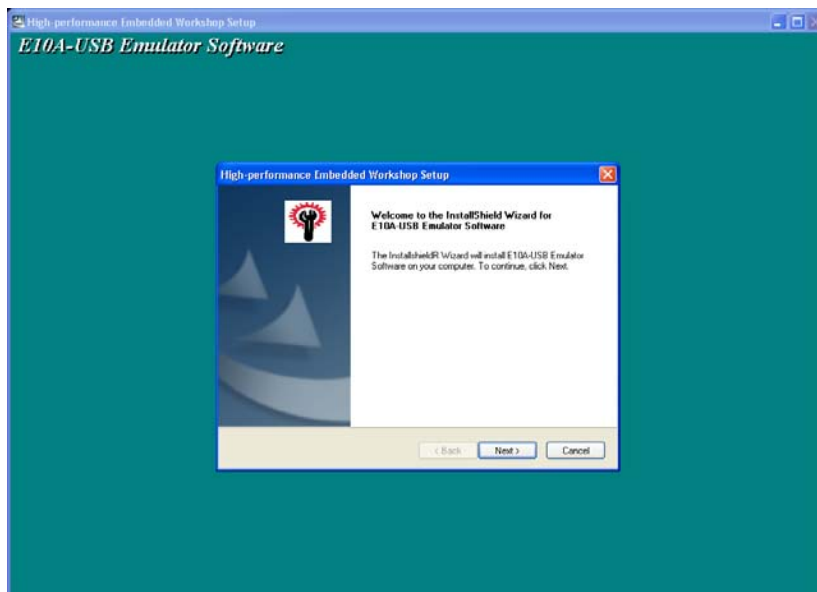 High-performance Embedded Workshop Setup
E10A-USB Emulator Software
High-performance Embedded Workshop Setup
Welcome to the InstallShield Wizard for
E10A-USB Emulator Software
The InstallshieldR Wizard will install E10A-USB Emulator
Software on your computer. To continue, click Next.
< Back Next > Cancel